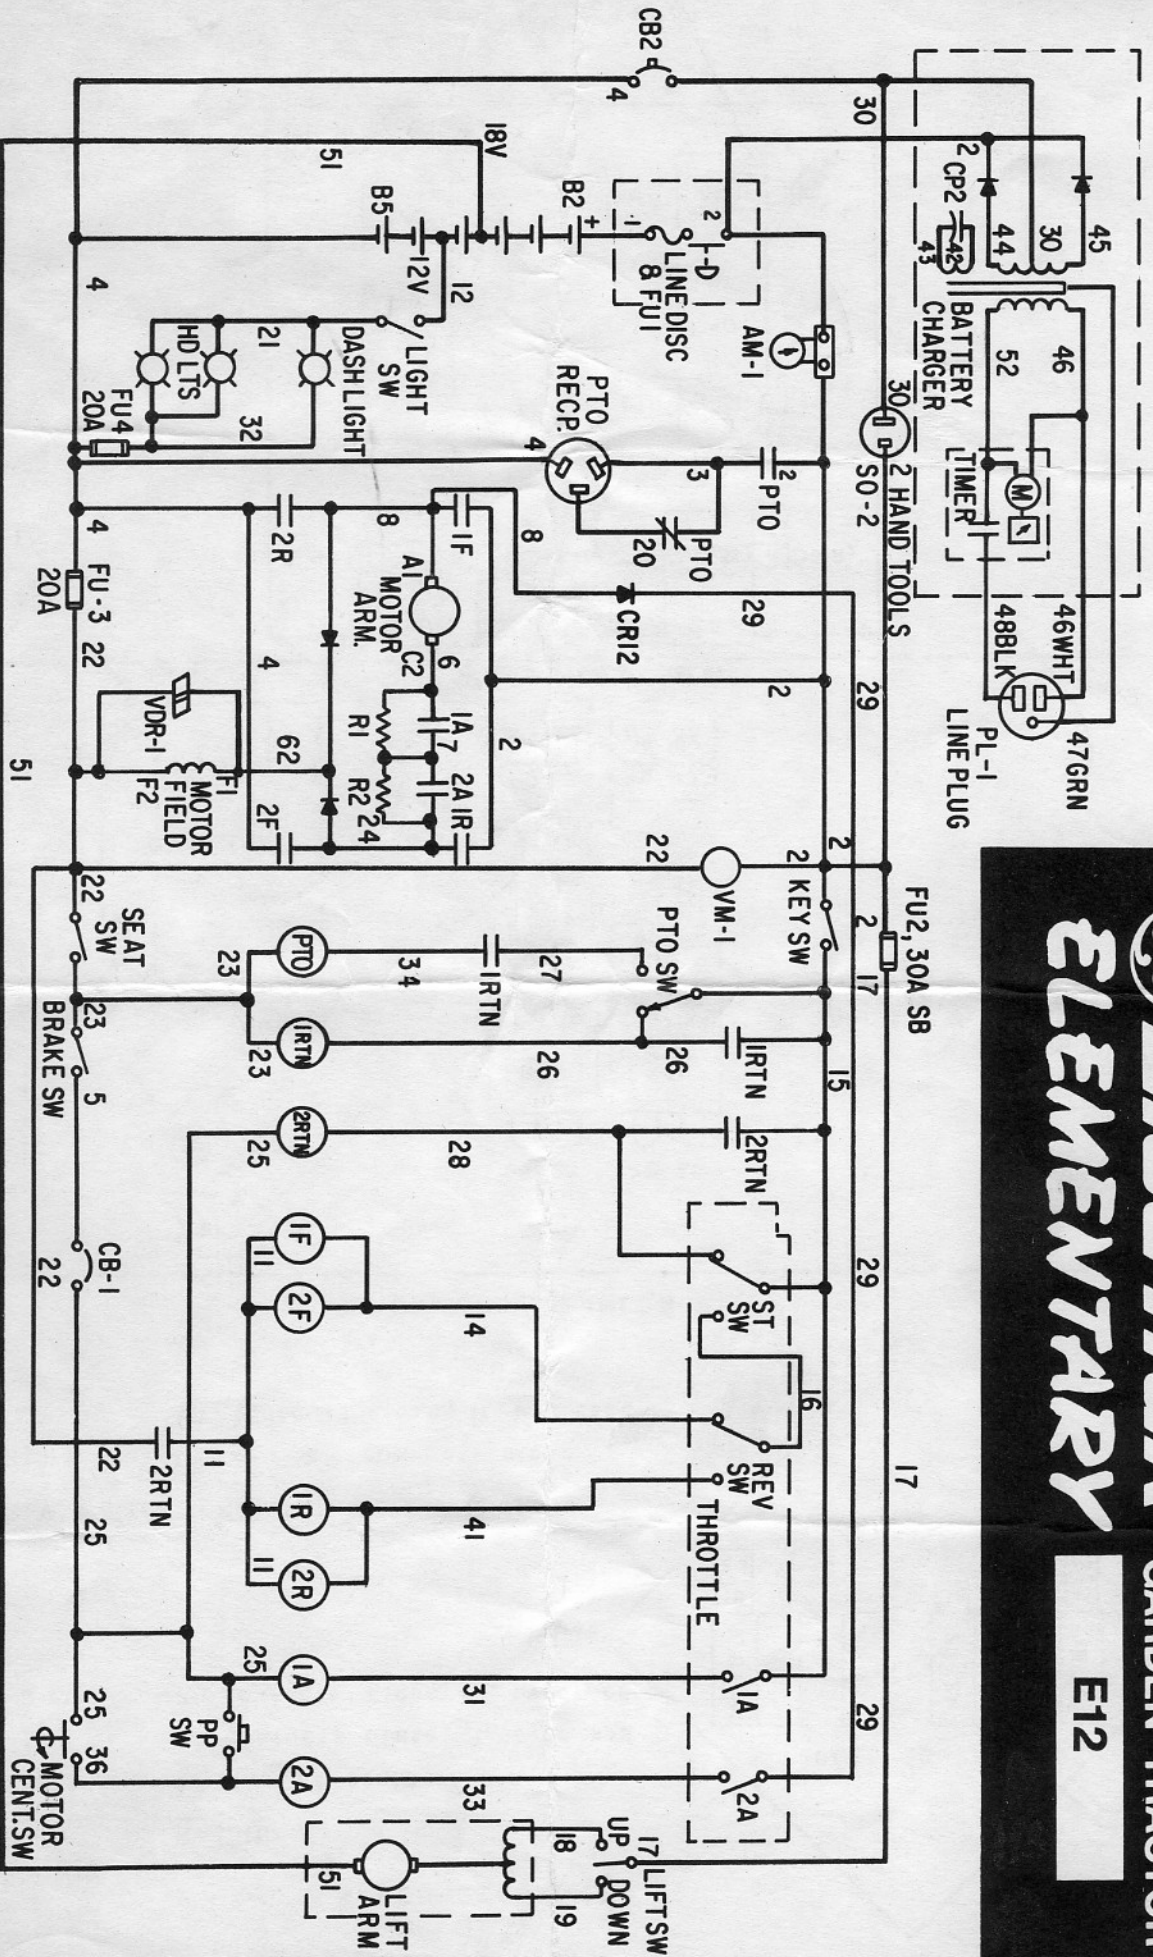 ELEMENTARY
GARDEN TRACTOR
E12
45
30
44
2
CP2
42
43
BATTERY
CHARGER
46
52
TIMER
M
46WHT
48BLK
47GRN
PL-1
LINE PLUG
CB2
4
30
30
2 HAND TOOLS
SO-2
29
FU2, 30A SB
17
18V
51
B5
12V
B2
+
12
1
2
D
LINE DISC
& FU1
AM-1
4
21
HD LTS
DASH LIGHT
LIGHT
SW
32
FU4
20A
PTO
RECP.
4
3
2
PTO
PTO
20
4
FU-3
20A
22
2R
8
1F
8
A1
MOTOR
ARM.
C2
6
CR12
29
2
2
4
62
R1
1A
7
2A
1R
R2
24
VDR-1
F1
MOTOR
FIELD
F2
2F
51
22
VM-1
2
2
KEY SW
2
17
22
SEAT
SW
23
PTO
34
1RTN
27
PTO SW
23
1RTN
26
26
1RTN
15
23
BRAKE SW
5
25
2RTN
28
2RTN
CB-1
22
1F
11
2F
14
ST
SW
29
16
22
2RTN
11
REV
SW
THROTTLE
17
25
1R
11
2R
41
25
1A
31
1A
25
36
MOTOR
CENT.SW
PP
SW
2A
33
2A
29
51
LIFT
ARM
18
19
UP
DOWN
17
LIFT SW